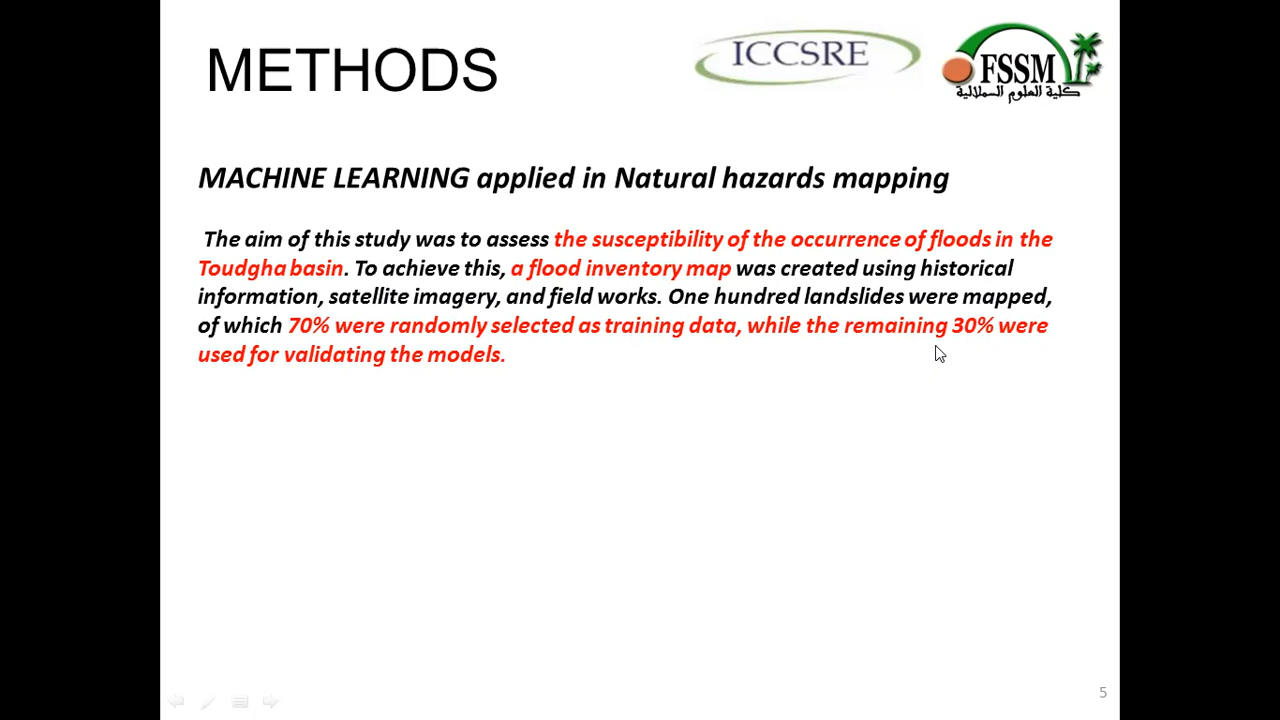 METHODS
ICCSRE
FSSM
كلية العلوم السملالية
MACHINE LEARNING applied in Natural hazards mapping
The aim of this study was to assess the susceptibility of the occurrence of floods in the
Toudgha basin. To achieve this, a flood inventory map was created using historical
information, satellite imagery, and field works. One hundred landslides were mapped,
of which 70% were randomly selected as training data, while the remaining 30% were
used for validating the models.
5